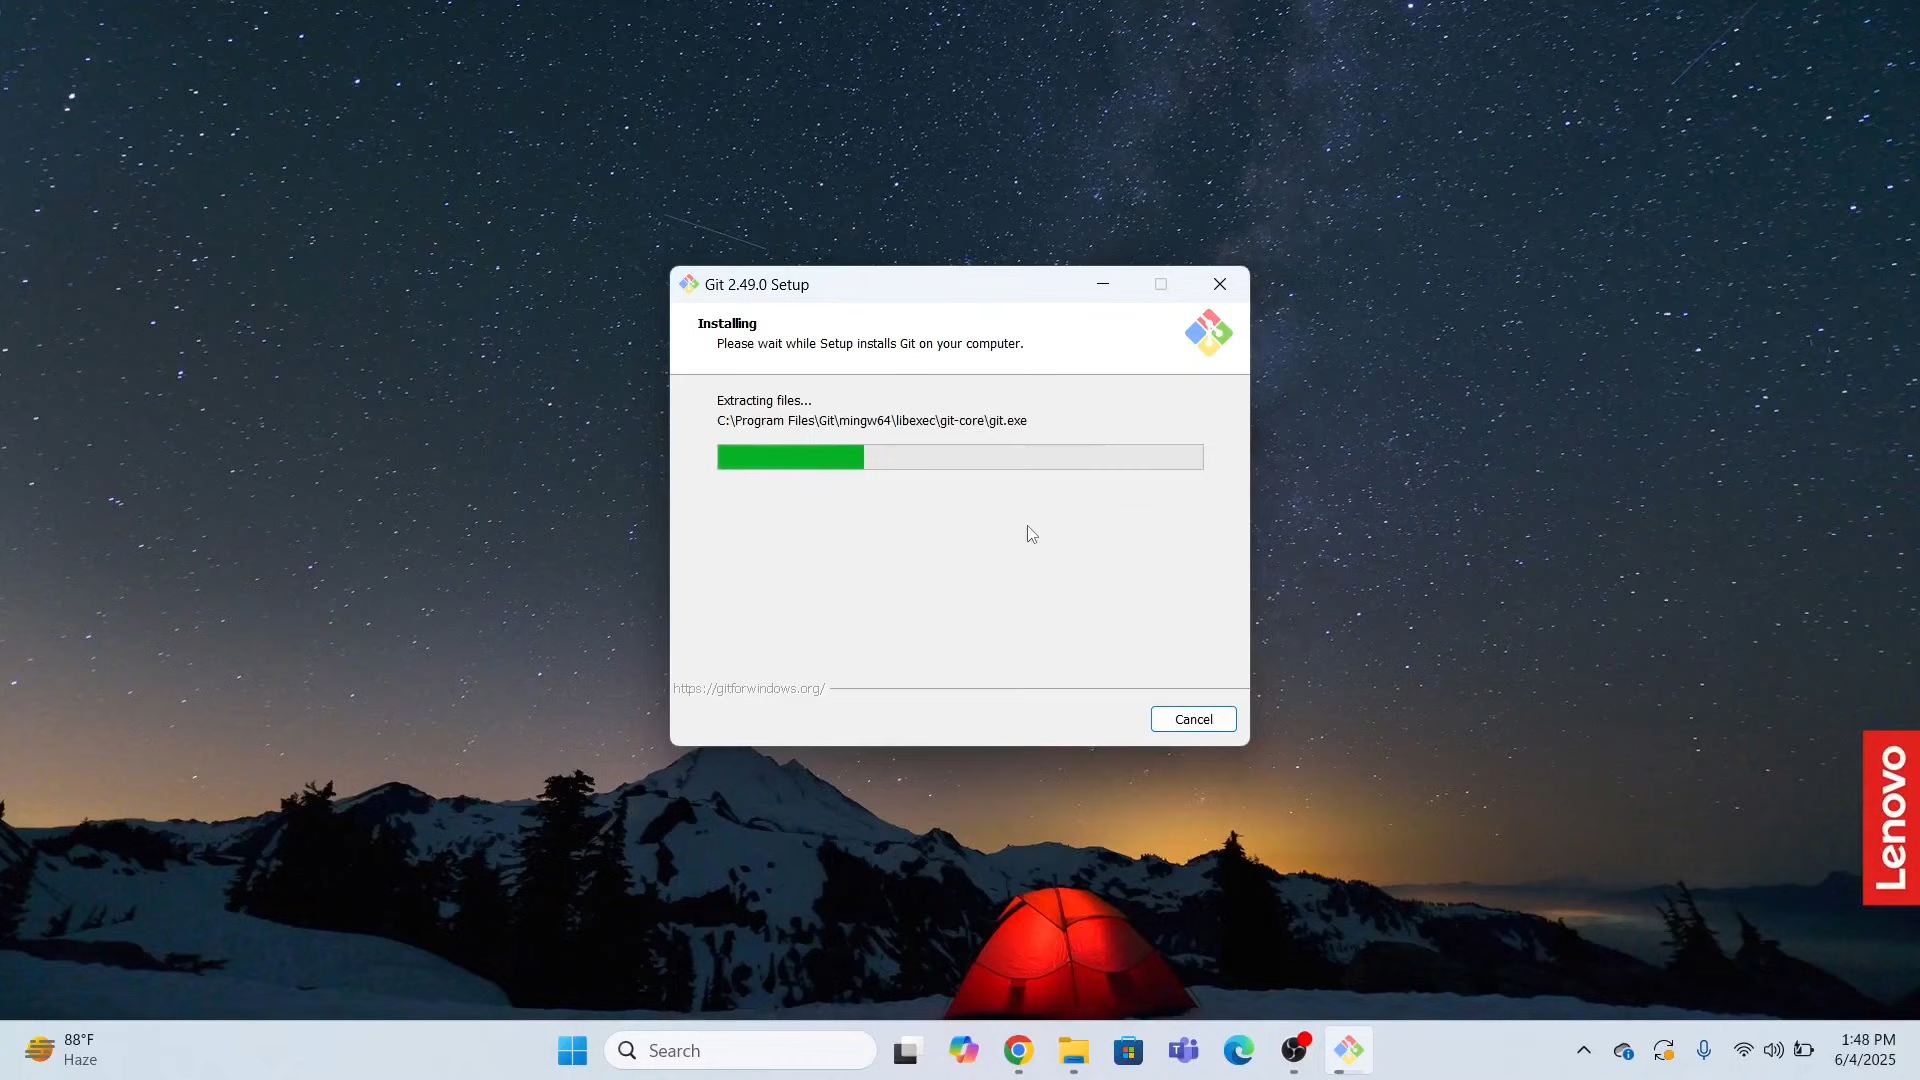 Git 2.49.0 Setup
Installing
Please wait while Setup installs Git on your computer.
Extracting files...
C:\Program Files\Git\mingw64\libexec\git-core\git.exe
https://gitforwindows.org/
Cancel
Lenovo
88°F
Haze
Search
1:48 PM
6/4/2025